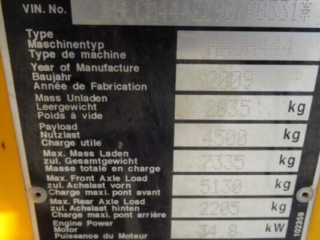 VIN. No.
Type
Maschinentyp
Type de machine
Year of Manufacture
Baujahr 2009
Année de Fabrication
Mass Unladen
Leergewicht 2835 kg
Poids à vide
Payload
Nutzlast 4500 kg
Charge utile
Max. Mass Laden
zul. Gesamtgewicht 7335 kg
Masse totale en charge
Max. Front Axle Load
zul. Achslast vorn 5130 kg
Charge maxi. pont avant
Max. Rear Axle Load
zul. Achslast hinten 2205 kg
Charge maxi. pont arrière
Engine Power
Motor 34.8 kW
Puissance du Moteur
102359